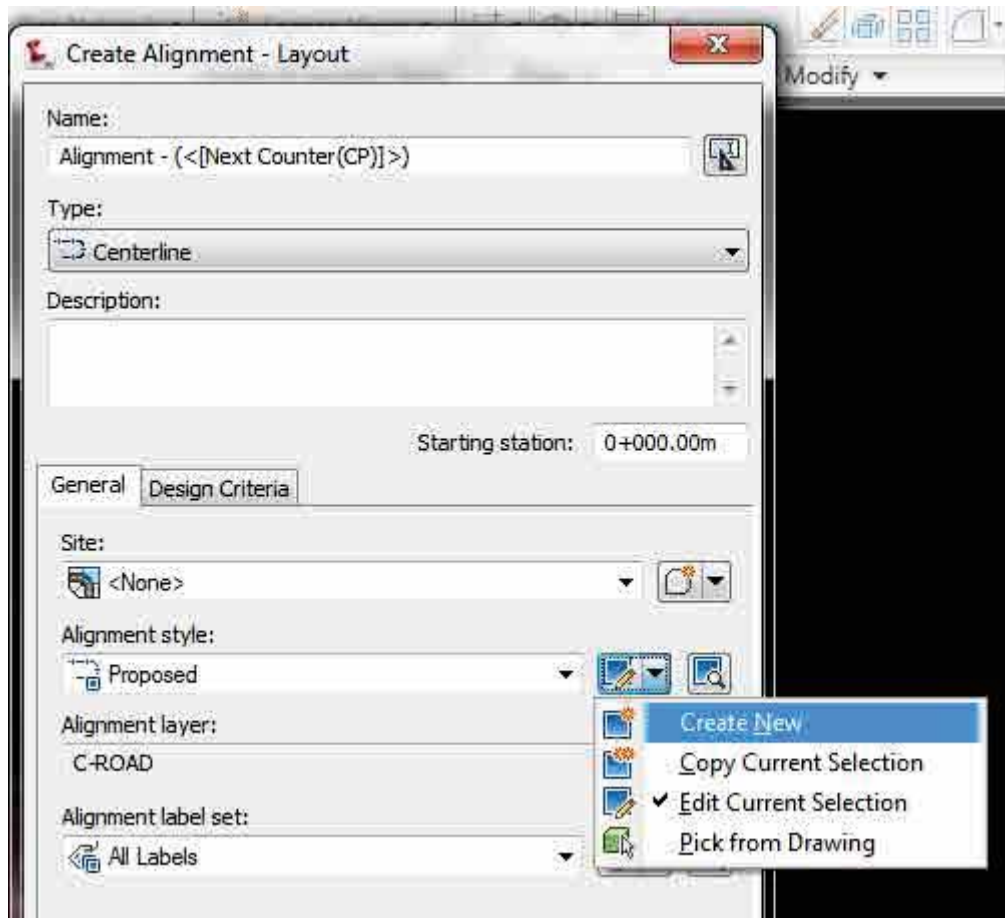 Create Alignment - Layout
Modify
Name:
Alignment - (<[Next Counter(CP)]>)
Type:
Centerline
Description:
Starting station: 0+000.00m
General Design Criteria
Site:
<None>
Alignment style:
Proposed
Alignment layer:
C-ROAD
Alignment label set:
All Labels
Create New
Copy Current Selection
Edit Current Selection
Pick from Drawing